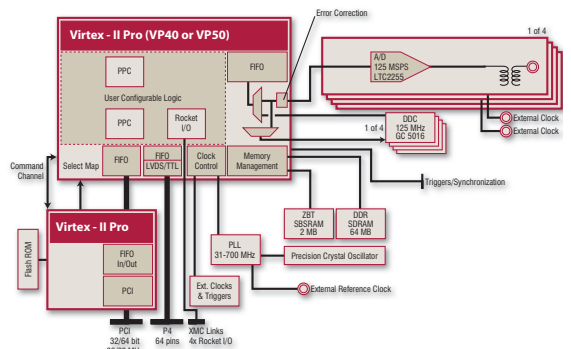 Error Correction
Virtex - II Pro (VP40 or VP50)
1 of 4
A/D
125 MSPS
LTC2255
FIFO
PPC
User Configurable Logic
PPC
Rocket
I/O
DDC
125 MHz
GC 5016
1 of 4
External Clock
External Clock
Command
Channel
Select Map
FIFO
FIFO
LVDS/TTL
Clock
Control
Memory
Management
Triggers/Synchronization
Virtex - II Pro
Flash ROM
FIFO
In/Out
PCI
ZBT
SBSRAM
2 MB
DDR
SDRAM
64 MB
PLL
31-700 MHz
Precision Crystal Oscillator
Ext. Clocks
& Triggers
External Reference Clock
PCI
32/64 bit
P4
64 pins
XMC Links
4x Rocket I/O